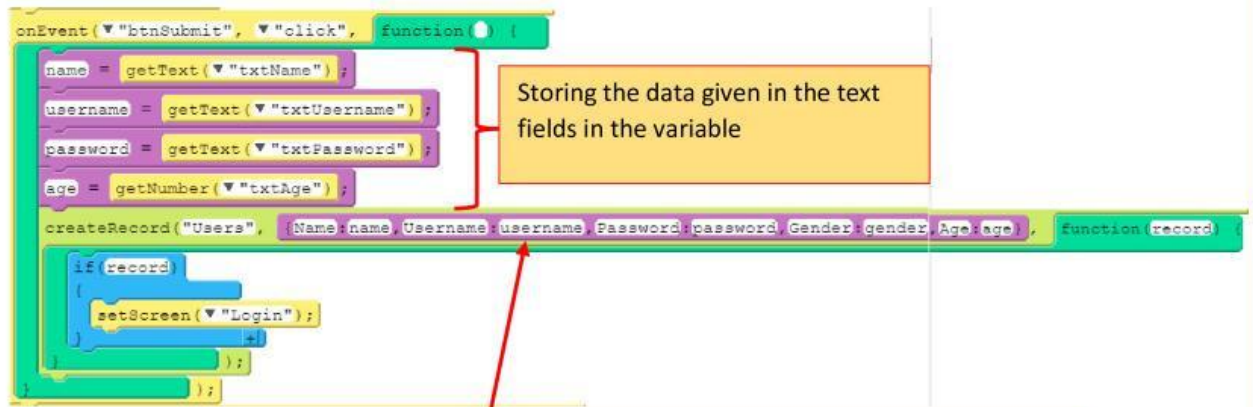 onEvent(▼"btnSubmit", ▼"click", function( ) {
name = getText(▼"txtName");
username = getText(▼"txtUsername");
password = getText(▼"txtPassword");
age = getNumber(▼"txtAge");
Storing the data given in the text
fields in the variable
createRecord("Users", {Name:name,Username:username,Password:password,Gender:gender,Age:age}, function(record) {
if(record)
{
setScreen(▼"Login");
} +
} );
} );